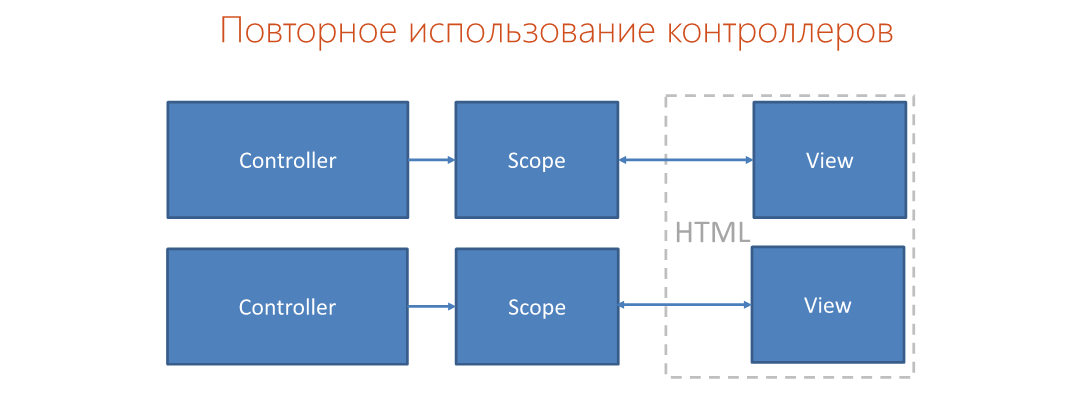 Повторное использование контроллеров
Controller
Scope
View
HTML
Controller
Scope
View